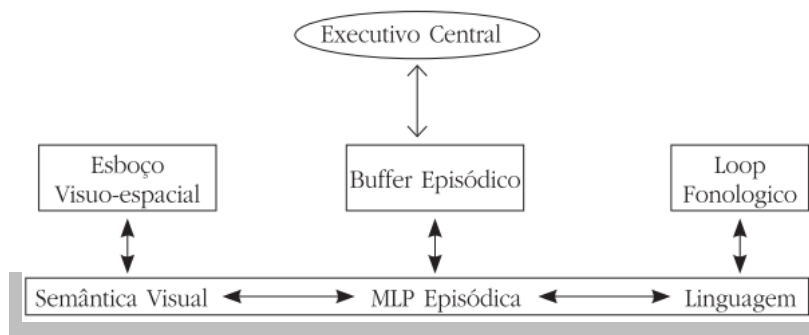 Executivo Central
Esboço
Visuo-espacial
Buffer Episódico
Loop
Fonologico
Semântica Visual
MLP Episódica
Linguagem